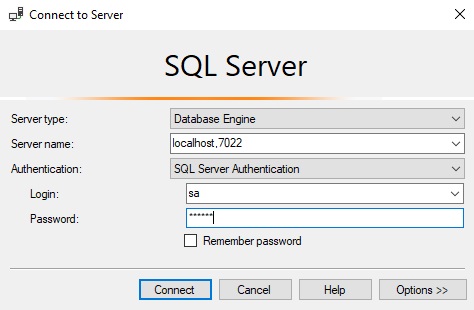 Connect to Server
SQL Server
Server type: Database Engine
Server name: localhost,7022
Authentication: SQL Server Authentication
Login: sa
Password: ******
Remember password
Connect Cancel Help Options >>